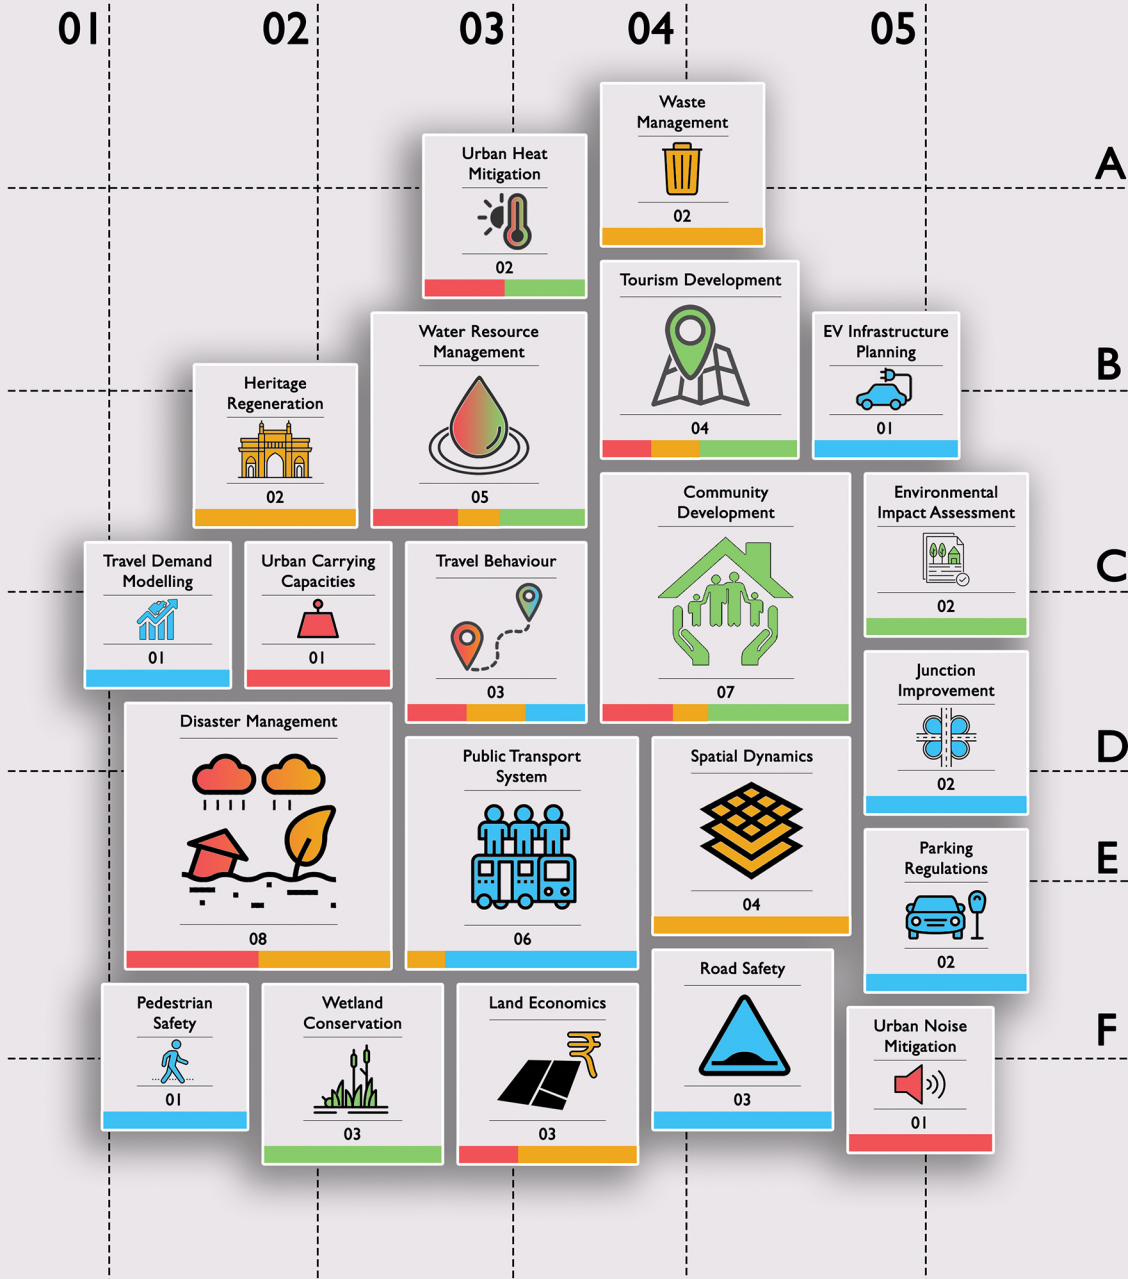 01
02
03
04
05
A
B
C
D
E
F
Waste
Management
02
Urban Heat
Mitigation
02
Tourism Development
04
Water Resource
Management
05
EV Infrastructure
Planning
01
Heritage
Regeneration
02
Community
Development
07
Environmental
Impact Assessment
02
Travel Demand
Modelling
01
Urban Carrying
Capacities
01
Travel Behaviour
03
Junction
Improvement
02
Disaster Management
08
Public Transport
System
06
Spatial Dynamics
04
Parking
Regulations
02
Pedestrian
Safety
01
Wetland
Conservation
03
Land Economics
₹
03
Road Safety
03
Urban Noise
Mitigation
01